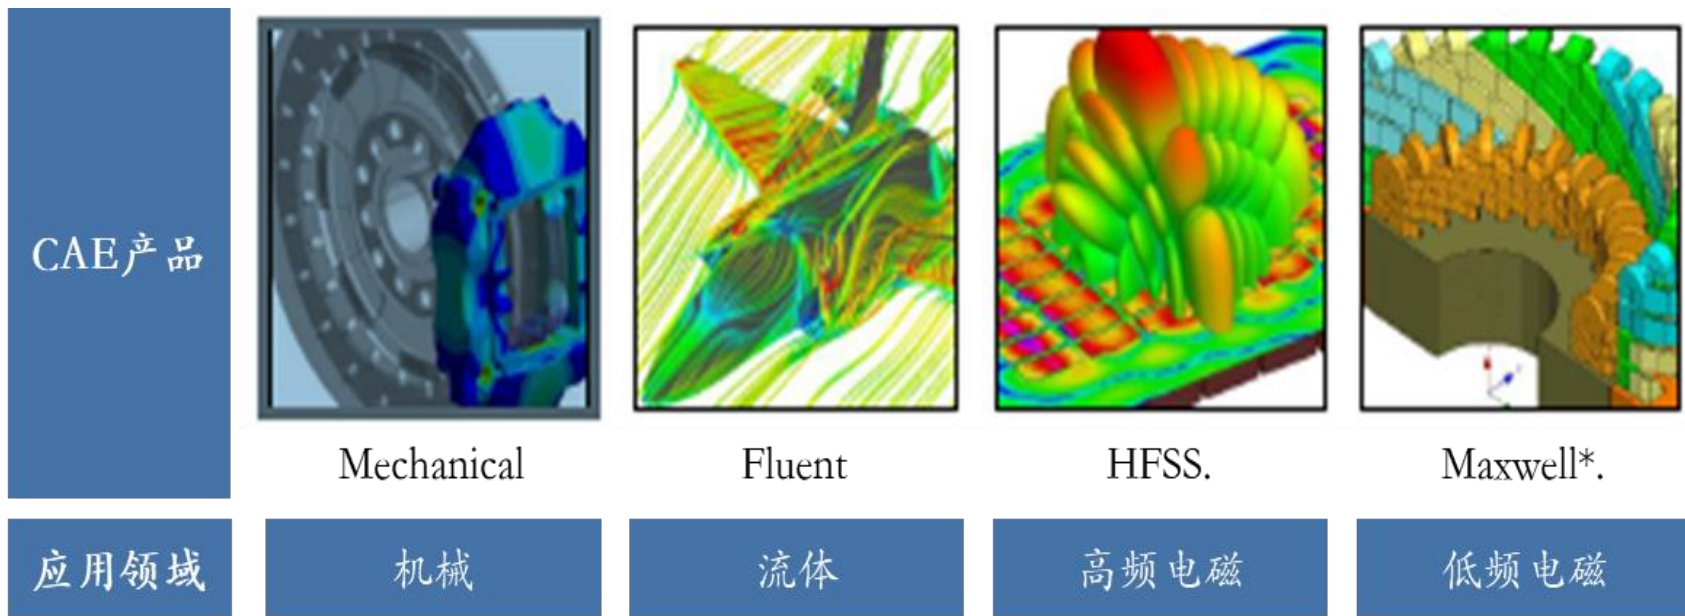 CAE产品
Mechanical
Fluent
HFSS.
Maxwell*.
应用领域
机械
流体
高频电磁
低频电磁